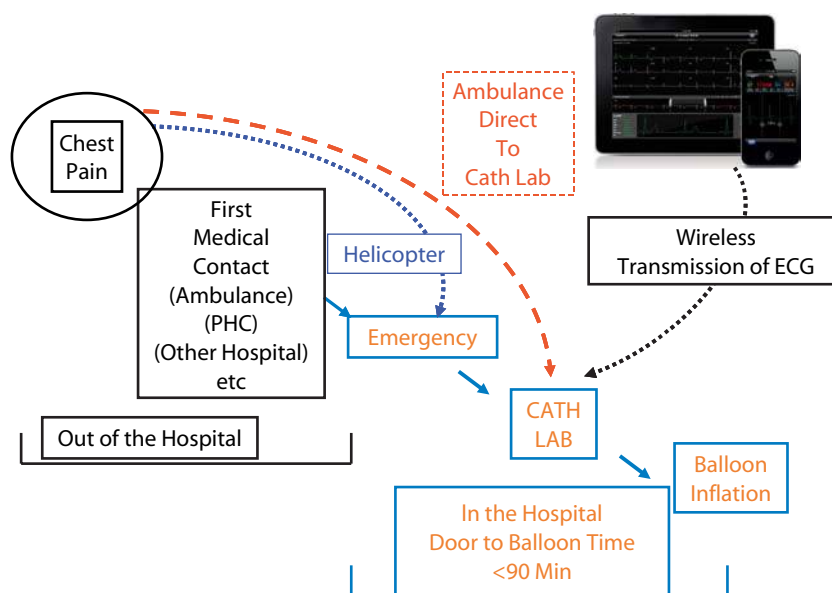 Chest
Pain
First
Medical
Contact
(Ambulance)
(PHC)
(Other Hospital)
etc
Out of the Hospital
Helicopter
Ambulance
Direct
To
Cath Lab
Wireless
Transmission of ECG
Emergency
CATH
LAB
Balloon
Inflation
In the Hospital
Door to Balloon Time
<90 Min